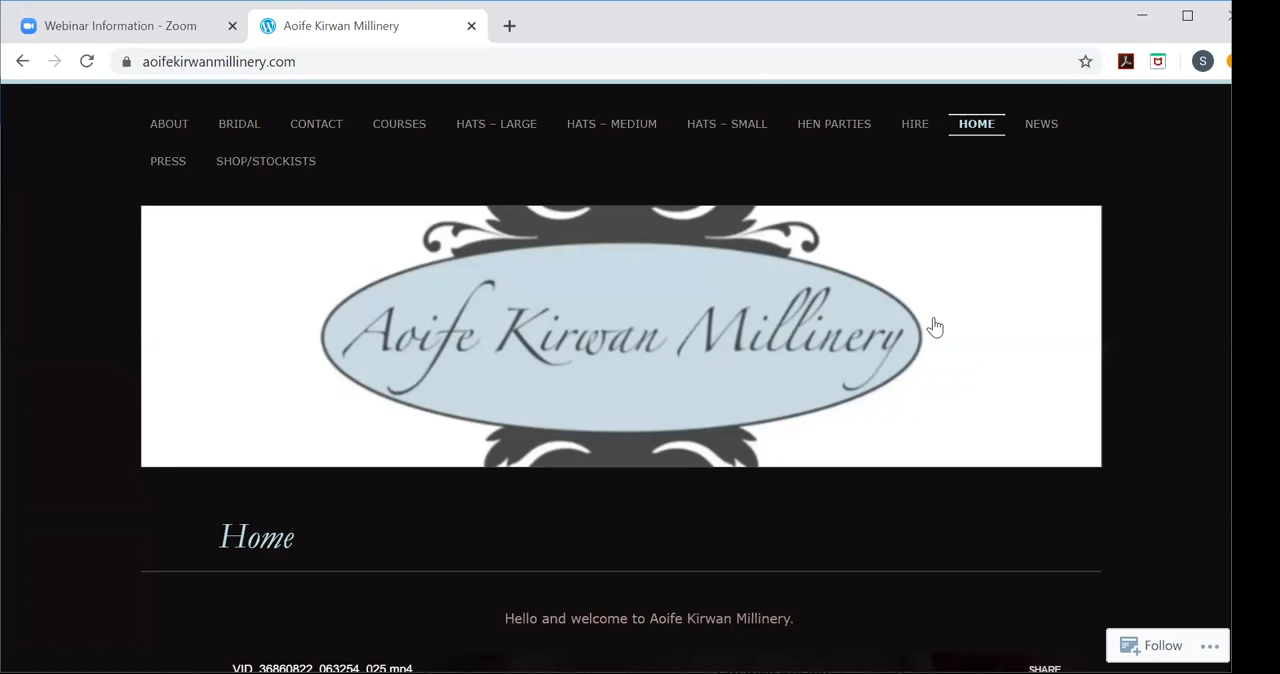 Webinar Information - Zoom
Aoife Kirwan Millinery
aoifekirwanmillinery.com
S
ABOUT BRIDAL CONTACT COURSES HATS – LARGE HATS – MEDIUM HATS – SMALL HEN PARTIES HIRE HOME NEWS
PRESS SHOP/STOCKISTS
Aoife Kirwan Millinery
Home
Hello and welcome to Aoife Kirwan Millinery.
Follow
VID_36860822_063254_025.mp4 SHARE